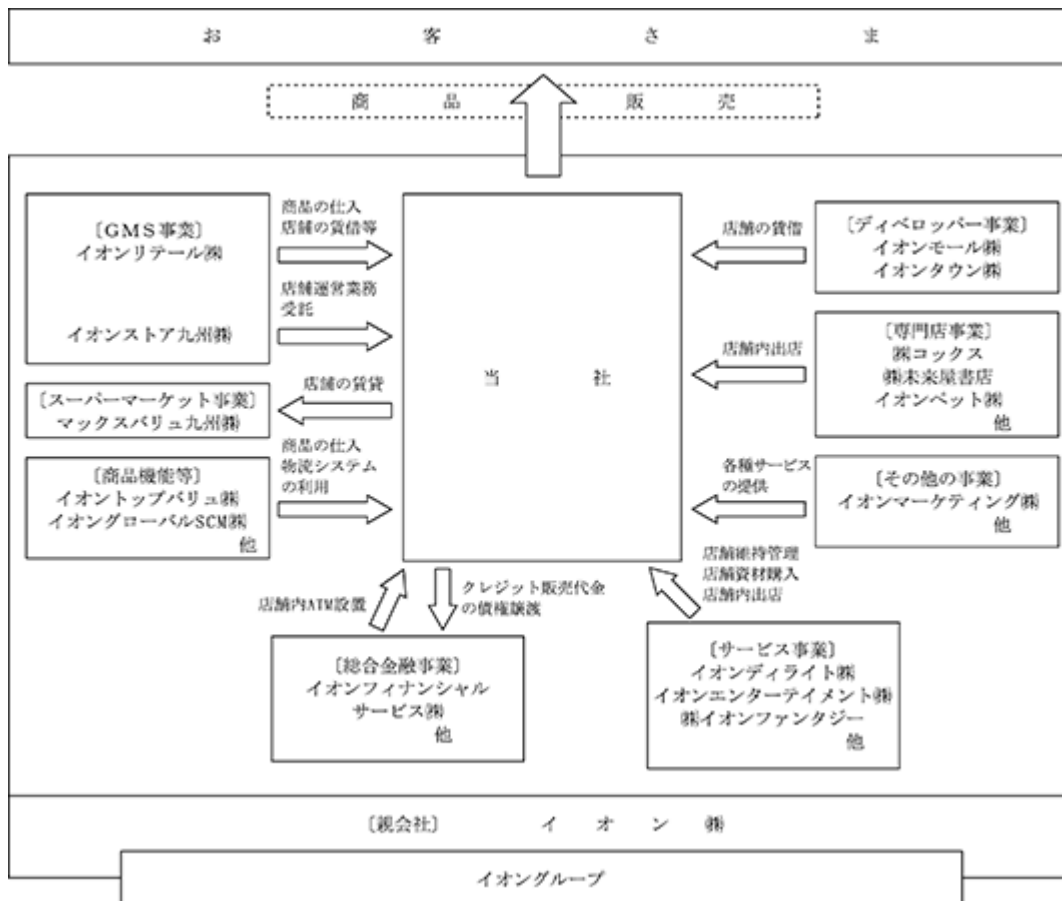 お客さま
商品販売
〔GMS事業〕
イオンリテール㈱
イオンストア九州㈱
商品の仕入
店舗の賃借等
店舗運営業務
受託
〔スーパーマーケット事業〕
マックスバリュ九州㈱
店舗の賃貸
〔商品機能等〕
イオントップバリュ㈱
イオングローバルSCM㈱
他
商品の仕入
物流システム
の利用
当社
店舗の賃借
〔ディベロッパー事業〕
イオンモール㈱
イオンタウン㈱
店舗内出店
〔専門店事業〕
㈱コックス
㈱未来屋書店
イオンペット㈱
他
各種サービス
の提供
〔その他の事業〕
イオンマーケティング㈱
他
店舗内ATM設置
クレジット販売代金
の債権譲渡
店舗維持管理
店舗資材購入
店舗内出店
〔総合金融事業〕
イオンフィナンシャル
サービス㈱
他
〔サービス事業〕
イオンディライト㈱
イオンエンターテイメント㈱
㈱イオンファンタジー
他
〔親会社〕 イオン㈱
イオングループ